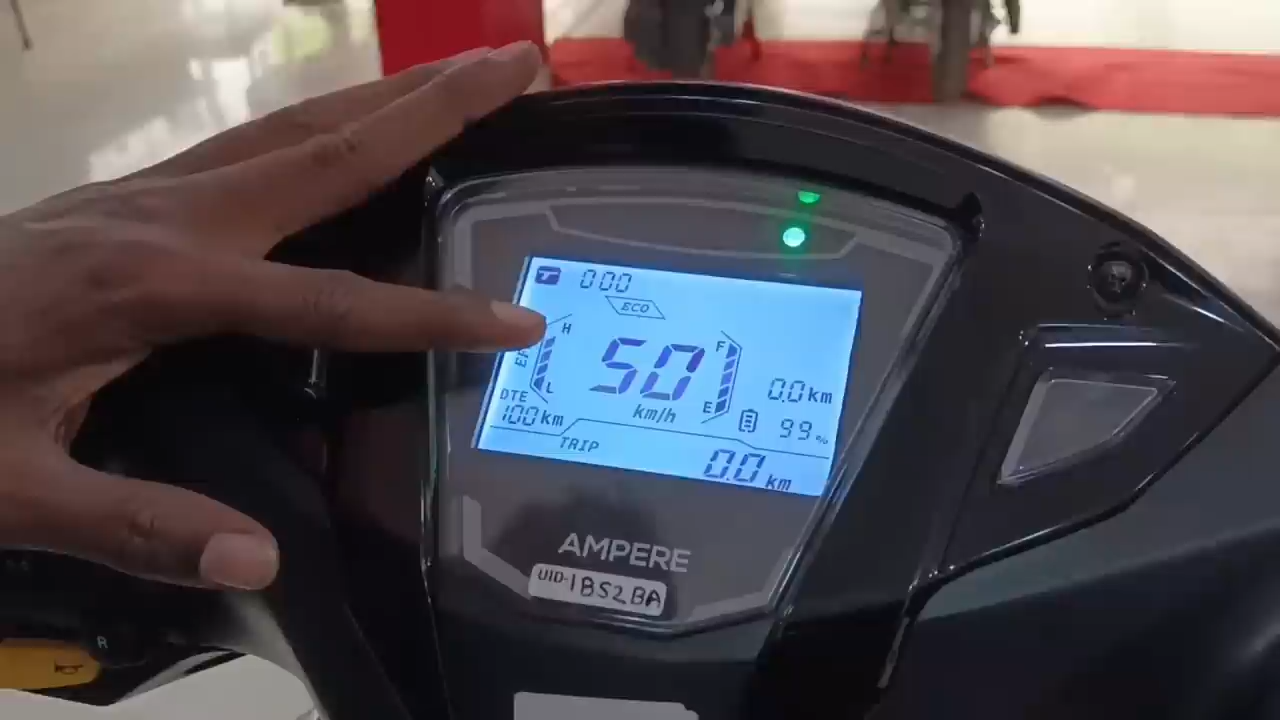 000
ECO
H
F
50
L
E
km/h
DTE
100 km
0.0 km
99%
TRIP
0.0 km
AMPERE
UID-1BS2BA
R